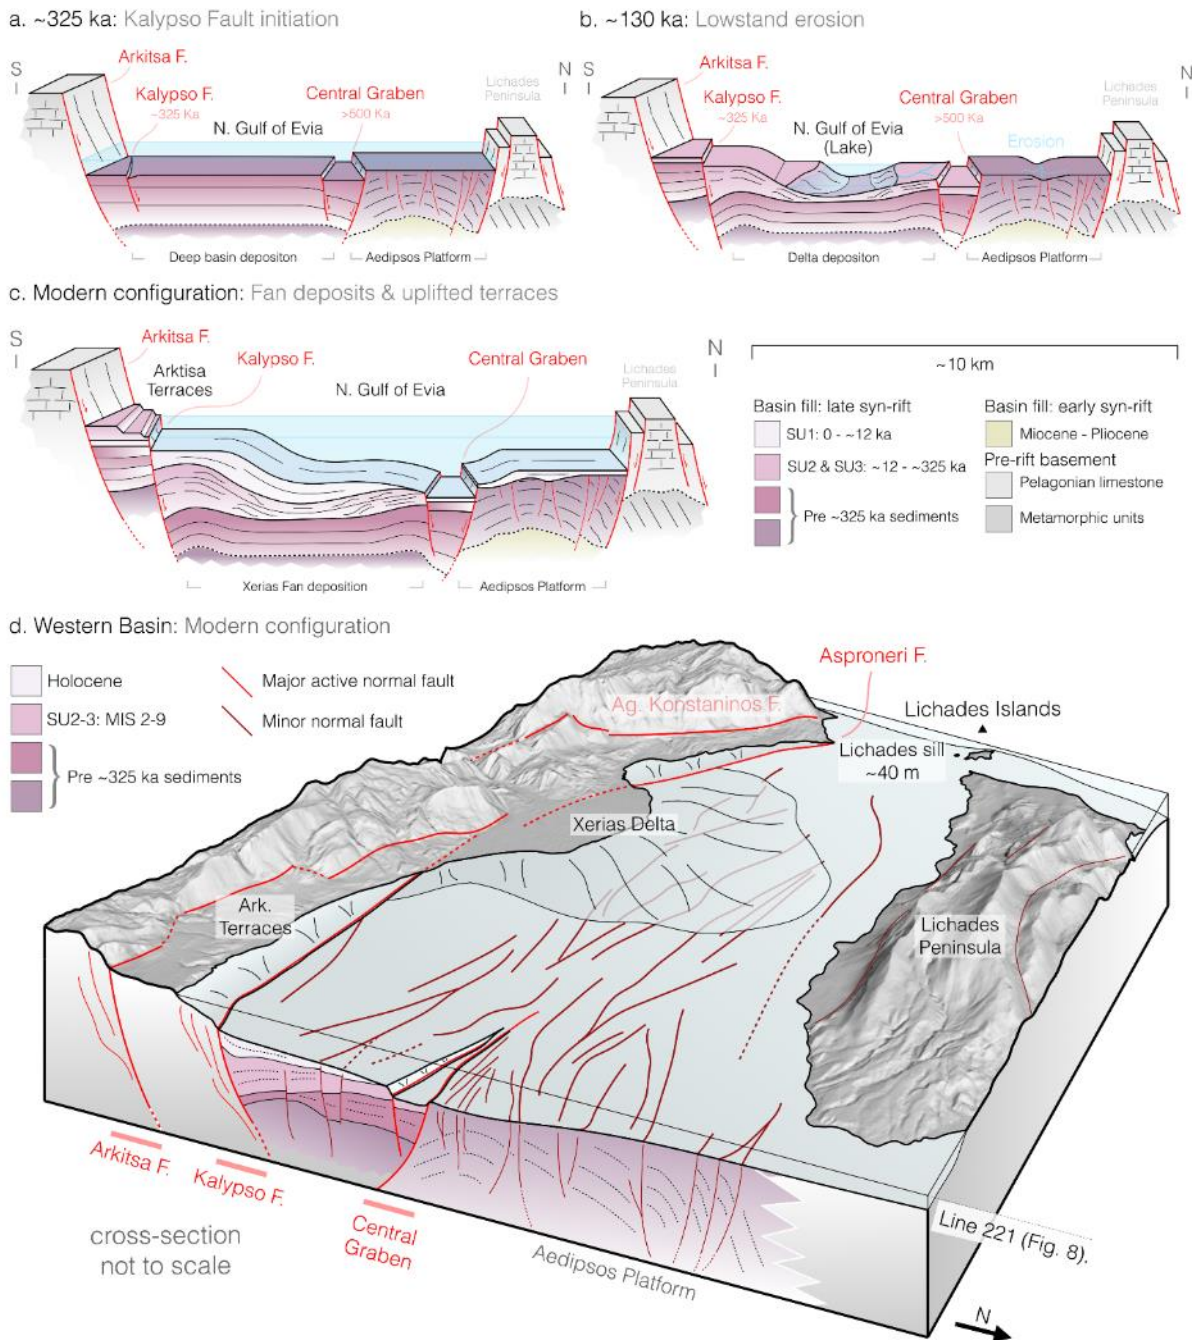 a. ~325 ka: Kalypso Fault initiation
S
N
Arkitsa F.
Kalypso F.
~325 Ka
N. Gulf of Evia
Central Graben
>500 Ka
Lichades
Peninsula
Deep basin depositon
Aedipsos Platform
b. ~130 ka: Lowstand erosion
S
N
Arkitsa F.
Kalypso F.
~325 Ka
N. Gulf of Evia
(Lake)
Central Graben
>500 Ka
Erosion
Lichades
Peninsula
Delta depositon
Aedipsos Platform
c. Modern configuration: Fan deposits & uplifted terraces
S
N
Arkitsa F.
Arktisa
Terraces
Kalypso F.
N. Gulf of Evia
Central Graben
Lichades
Peninsula
Xerias Fan deposition
Aedipsos Platform
~10 km
Basin fill: late syn-rift
SU1: 0 - ~12 ka
SU2 & SU3: ~12 - ~325 ka
Pre ~325 ka sediments
Basin fill: early syn-rift
Miocene - Pliocene
Pre-rift basement
Pelagonian limestone
Metamorphic units
d. Western Basin: Modern configuration
Holocene
SU2-3: MIS 2-9
Pre ~325 ka sediments
Major active normal fault
Minor normal fault
Asproneri F.
Ag. Konstaninos F.
Lichades Islands
Lichades sill
~40 m
Xerias Delta
Ark.
Terraces
Lichades
Peninsula
Arkitsa F.
Kalypso F.
Central
Graben
Aedipsos Platform
Line 221 (Fig. 8).
cross-section
not to scale
N